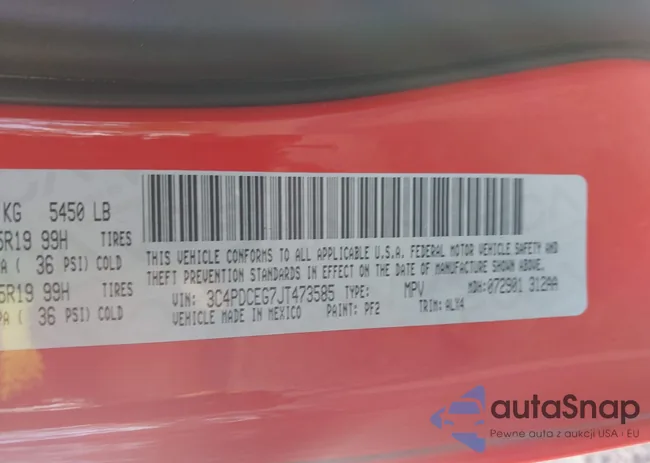 KG 5450 LB
5R19 99H TIRES
PA ( 36 PSI) COLD
5R19 99H TIRES
PA ( 36 PSI) COLD
THIS VEHICLE CONFORMS TO ALL APPLICABLE U.S.A. FEDERAL MOTOR VEHICLE SAFETY AND
THEFT PREVENTION STANDARDS IN EFFECT ON THE DATE OF MANUFACTURE SHOWN ABOVE.
VIN: 3C4PDCEG7JT473585 TYPE: MPV MDH: 072901 312AA
VEHICLE MADE IN MEXICO PAINT: PF2 TRIM: ALX4
autaSnap
Pewne auta z aukcji USA · EU